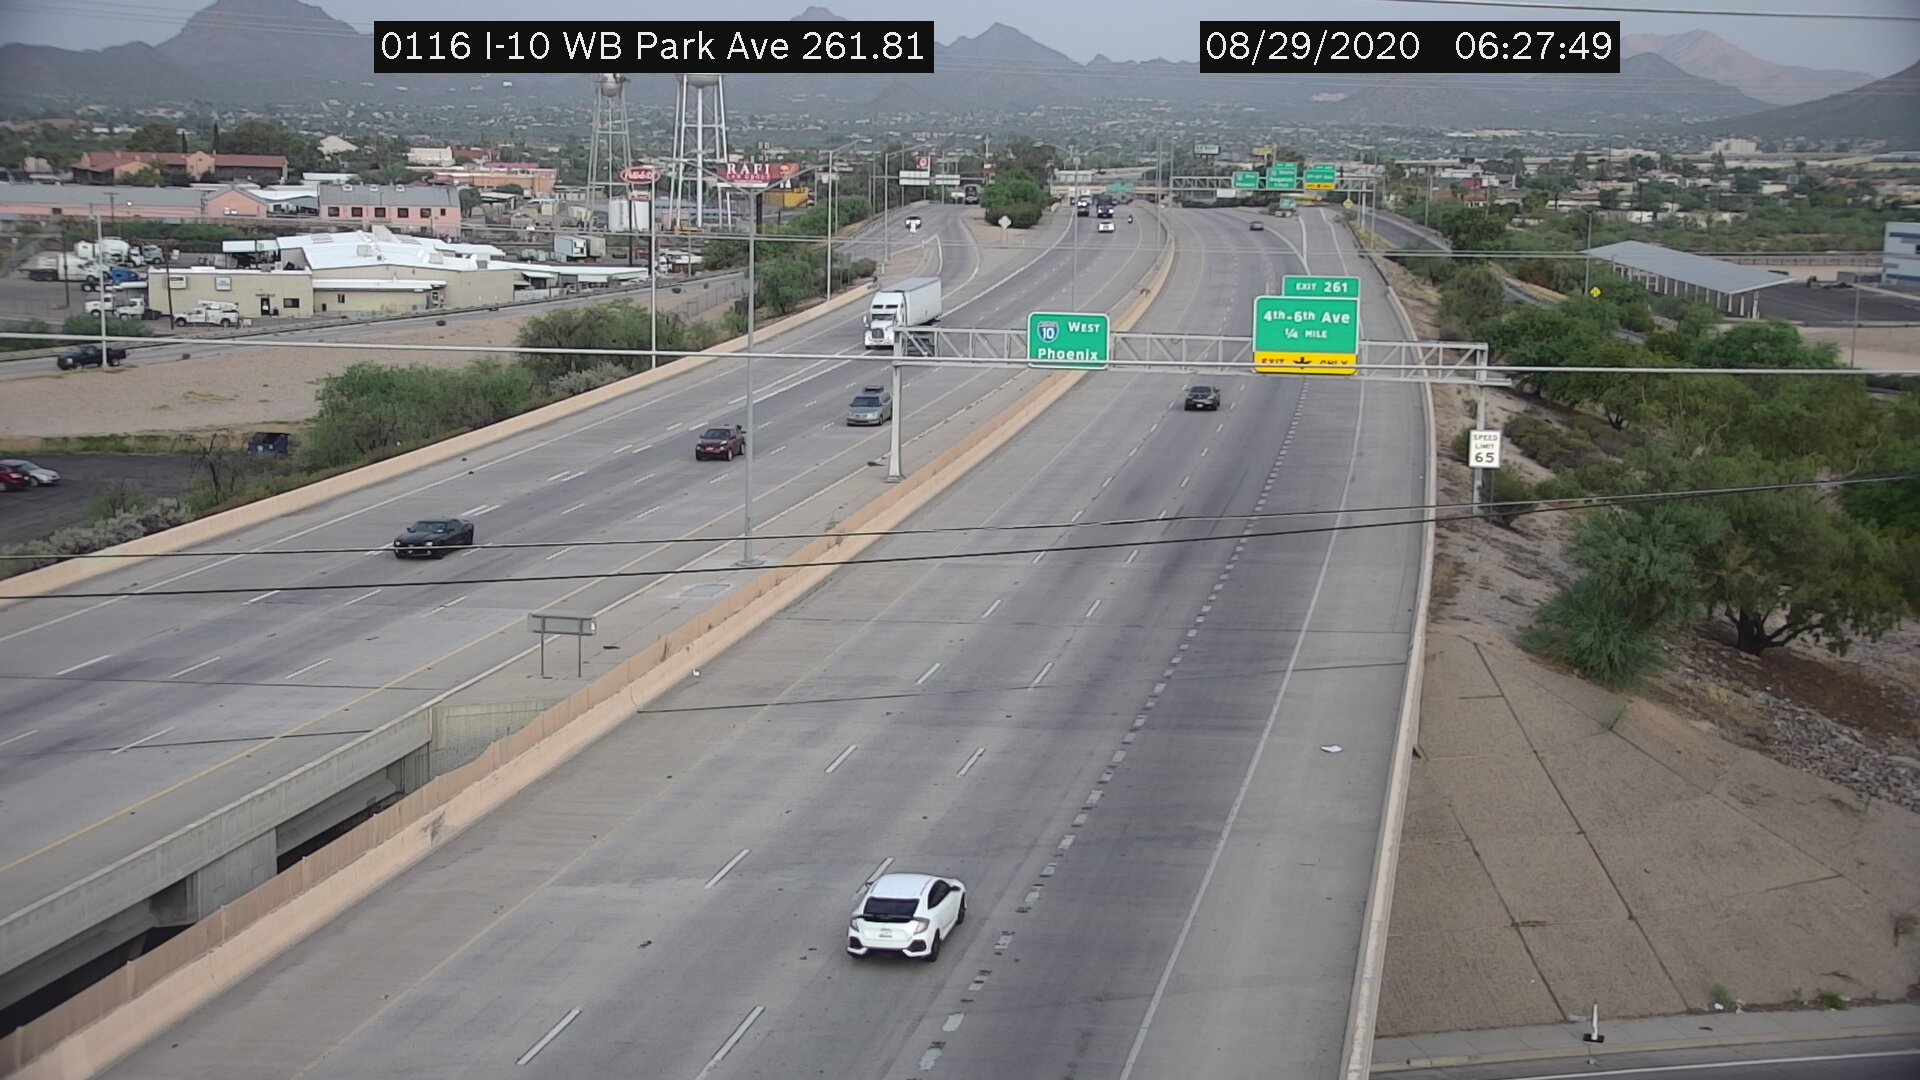 0116 I-10 WB Park Ave 261.81
08/29/2020 06:27:49
RAFI
EXIT 261
4th-6th Ave
1/4 MILE
EXIT ONLY
10 WEST
Phoenix
SPEED
LIMIT
65